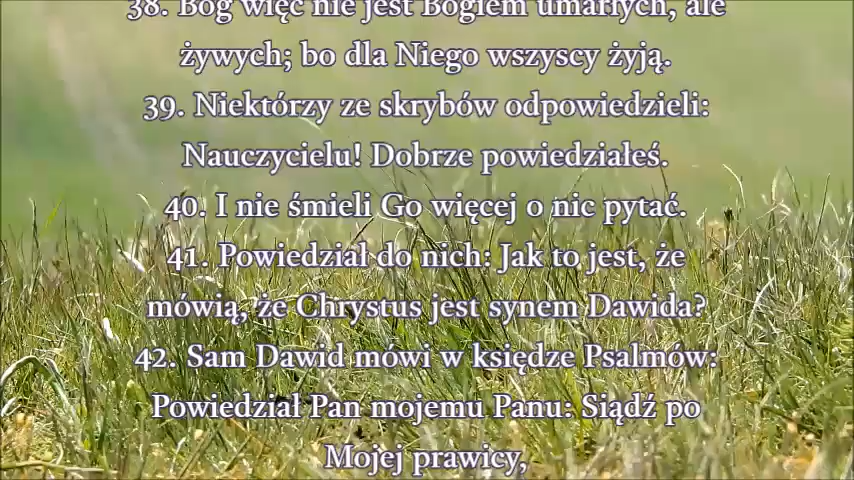 38. Bóg więc nie jest Bogiem umarłych, ale
żywych; bo dla Niego wszyscy żyją.
39. Niektórzy ze skrybów odpowiedzieli:
Nauczycielu! Dobrze powiedziałeś.
40. I nie śmieli Go więcej o nic pytać.
41. Powiedział do nich: Jak to jest, że
mówią, że Chrystus jest synem Dawida?
42. Sam Dawid mówi w księdze Psalmów:
Powiedział Pan mojemu Panu: Siądź po
Mojej prawicy,